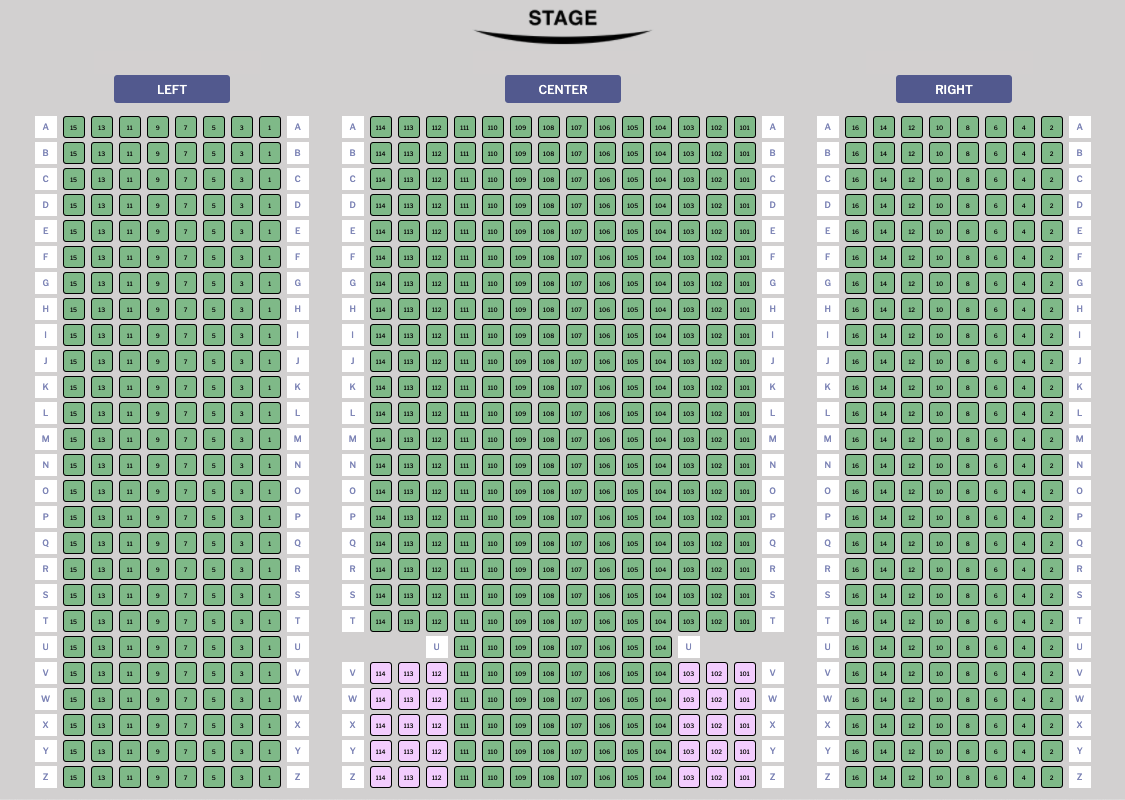 STAGE
LEFT CENTER RIGHT
A 15 13 11 9 7 5 3 1 A A 114 113 112 111 110 109 108 107 106 105 104 103 102 101 A A 16 14 12 10 8 6 4 2 A
B 15 13 11 9 7 5 3 1 B B 114 113 112 111 110 109 108 107 106 105 104 103 102 101 B B 16 14 12 10 8 6 4 2 B
C 15 13 11 9 7 5 3 1 C C 114 113 112 111 110 109 108 107 106 105 104 103 102 101 C C 16 14 12 10 8 6 4 2 C
D 15 13 11 9 7 5 3 1 D D 114 113 112 111 110 109 108 107 106 105 104 103 102 101 D D 16 14 12 10 8 6 4 2 D
E 15 13 11 9 7 5 3 1 E E 114 113 112 111 110 109 108 107 106 105 104 103 102 101 E E 16 14 12 10 8 6 4 2 E
F 15 13 11 9 7 5 3 1 F F 114 113 112 111 110 109 108 107 106 105 104 103 102 101 F F 16 14 12 10 8 6 4 2 F
G 15 13 11 9 7 5 3 1 G G 114 113 112 111 110 109 108 107 106 105 104 103 102 101 G G 16 14 12 10 8 6 4 2 G
H 15 13 11 9 7 5 3 1 H H 114 113 112 111 110 109 108 107 106 105 104 103 102 101 H H 16 14 12 10 8 6 4 2 H
I 15 13 11 9 7 5 3 1 I I 114 113 112 111 110 109 108 107 106 105 104 103 102 101 I I 16 14 12 10 8 6 4 2 I
J 15 13 11 9 7 5 3 1 J J 114 113 112 111 110 109 108 107 106 105 104 103 102 101 J J 16 14 12 10 8 6 4 2 J
K 15 13 11 9 7 5 3 1 K K 114 113 112 111 110 109 108 107 106 105 104 103 102 101 K K 16 14 12 10 8 6 4 2 K
L 15 13 11 9 7 5 3 1 L L 114 113 112 111 110 109 108 107 106 105 104 103 102 101 L L 16 14 12 10 8 6 4 2 L
M 15 13 11 9 7 5 3 1 M M 114 113 112 111 110 109 108 107 106 105 104 103 102 101 M M 16 14 12 10 8 6 4 2 M
N 15 13 11 9 7 5 3 1 N N 114 113 112 111 110 109 108 107 106 105 104 103 102 101 N N 16 14 12 10 8 6 4 2 N
O 15 13 11 9 7 5 3 1 O O 114 113 112 111 110 109 108 107 106 105 104 103 102 101 O O 16 14 12 10 8 6 4 2 O
P 15 13 11 9 7 5 3 1 P P 114 113 112 111 110 109 108 107 106 105 104 103 102 101 P P 16 14 12 10 8 6 4 2 P
Q 15 13 11 9 7 5 3 1 Q Q 114 113 112 111 110 109 108 107 106 105 104 103 102 101 Q Q 16 14 12 10 8 6 4 2 Q
R 15 13 11 9 7 5 3 1 R R 114 113 112 111 110 109 108 107 106 105 104 103 102 101 R R 16 14 12 10 8 6 4 2 R
S 15 13 11 9 7 5 3 1 S S 114 113 112 111 110 109 108 107 106 105 104 103 102 101 S S 16 14 12 10 8 6 4 2 S
T 15 13 11 9 7 5 3 1 T T 114 113 112 111 110 109 108 107 106 105 104 103 102 101 T T 16 14 12 10 8 6 4 2 T
U 15 13 11 9 7 5 3 1 U U 111 110 109 108 107 106 105 104 U U 16 14 12 10 8 6 4 2 U
V 15 13 11 9 7 5 3 1 V V 114 113 112 111 110 109 108 107 106 105 104 103 102 101 V V 16 14 12 10 8 6 4 2 V
W 15 13 11 9 7 5 3 1 W W 114 113 112 111 110 109 108 107 106 105 104 103 102 101 W W 16 14 12 10 8 6 4 2 W
X 15 13 11 9 7 5 3 1 X X 114 113 112 111 110 109 108 107 106 105 104 103 102 101 X X 16 14 12 10 8 6 4 2 X
Y 15 13 11 9 7 5 3 1 Y Y 114 113 112 111 110 109 108 107 106 105 104 103 102 101 Y Y 16 14 12 10 8 6 4 2 Y
Z 15 13 11 9 7 5 3 1 Z Z 114 113 112 111 110 109 108 107 106 105 104 103 102 101 Z Z 16 14 12 10 8 6 4 2 Z